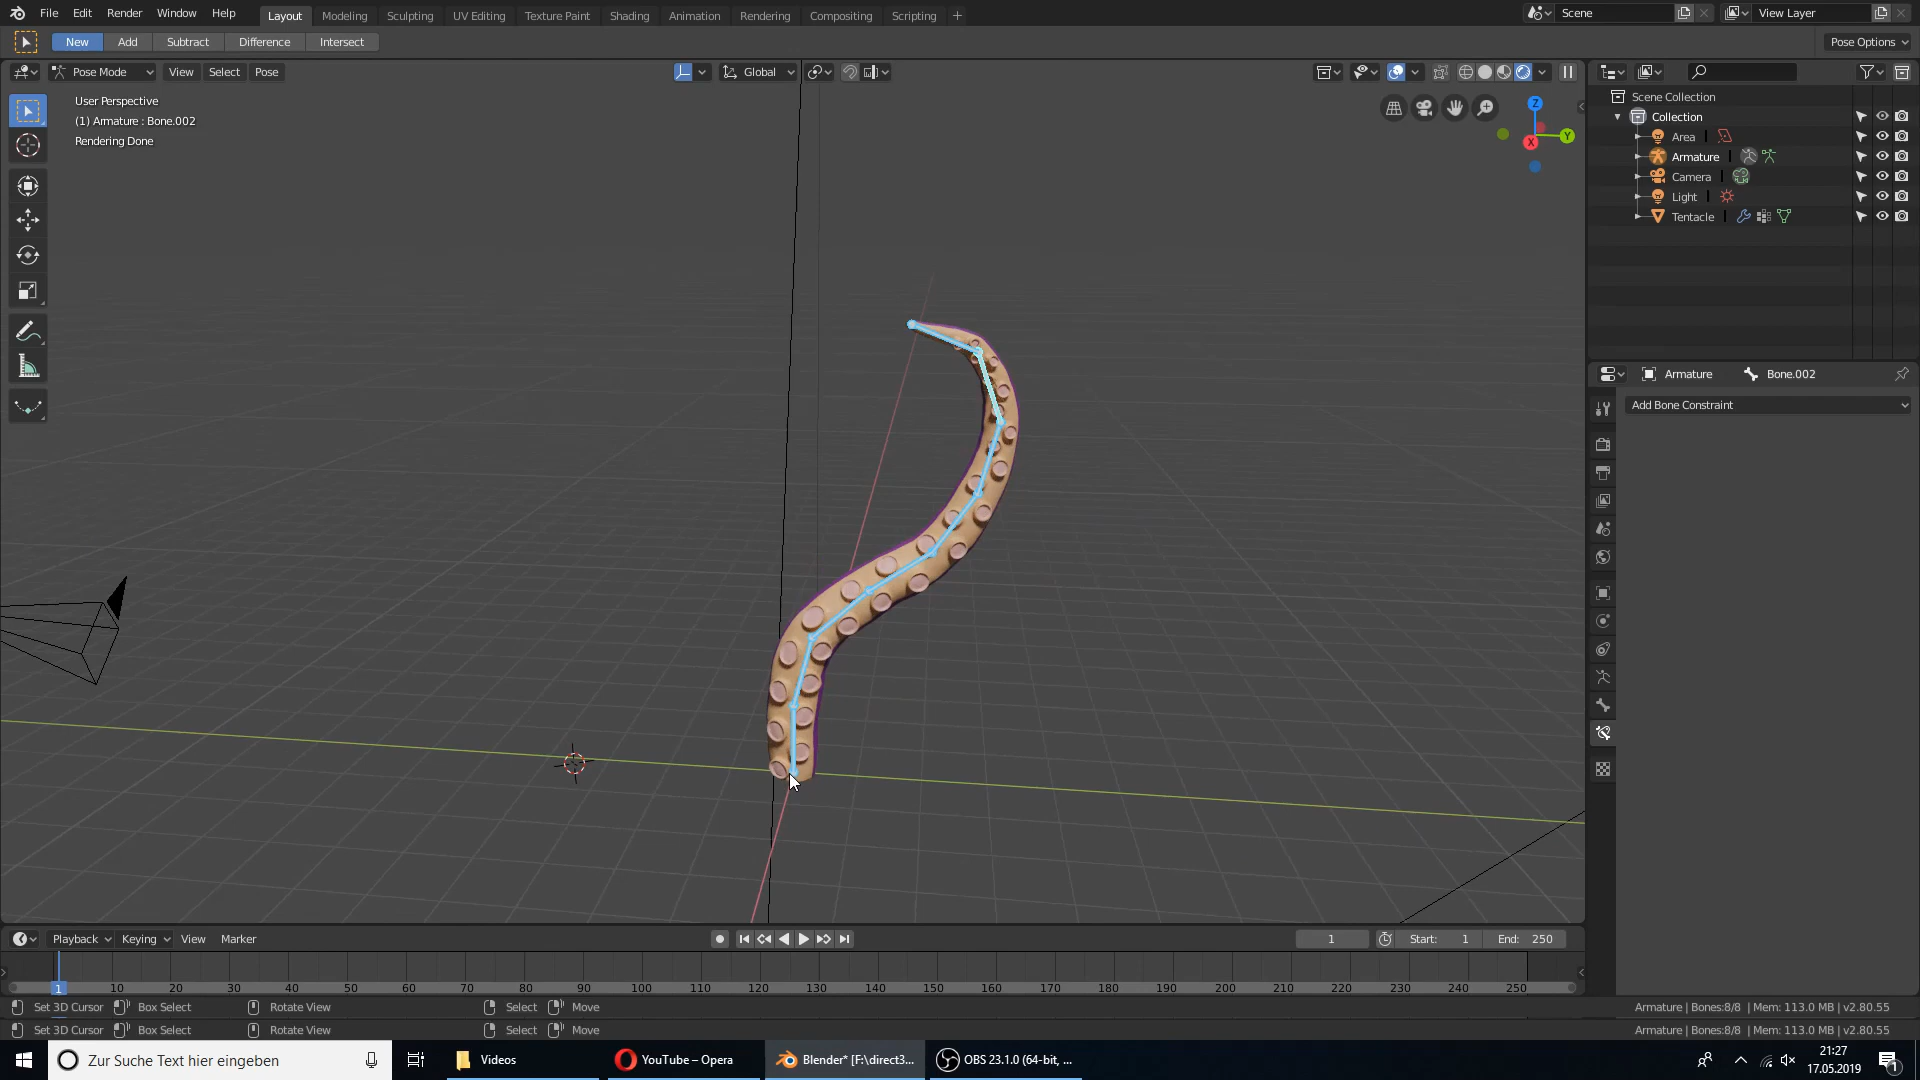 File Edit Render Window Help Layout Modeling Sculpting UV Editing Texture Paint Shading Animation Rendering Compositing Scripting + Scene View Layer
New Add Subtract Difference Intersect Pose Options
Pose Mode View Select Pose Global
User Perspective
(1) Armature : Bone.002
Rendering Done
Z
Y
X
Scene Collection
Collection
Area
Armature
Camera
Light
Tentacle
Armature Bone.002
Add Bone Constraint
Playback Keying View Marker 1 Start: 1 End: 250
1 10 20 30 40 50 60 70 80 90 100 110 120 130 140 150 160 170 180 190 200 210 220 230 240 250
Set 3D Cursor Box Select Rotate View Select Move Armature | Bones:8/8 | Mem: 113.0 MB | v2.80.55
Set 3D Cursor Box Select Rotate View Select Move Armature | Bones:8/8 | Mem: 113.0 MB | v2.80.55
Zur Suche Text hier eingeben Videos YouTube – Opera Blender* [F:\direct3... OBS 23.1.0 (64-bit, ... 21:27
17.05.2019 1